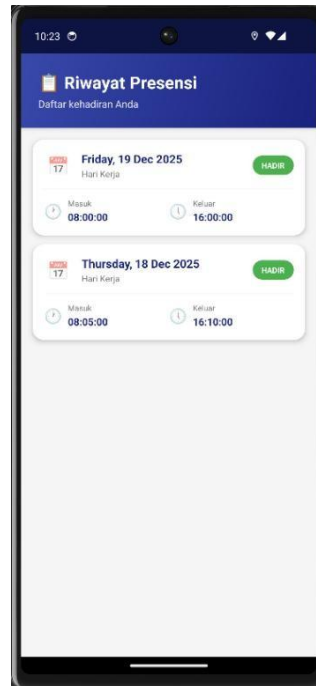 10:23
Riwayat Presensi
Daftar kehadiran Anda
17
Friday, 19 Dec 2025
Hari Kerja
HADIR
Masuk
08:00:00
Keluar
16:00:00
17
Thursday, 18 Dec 2025
Hari Kerja
HADIR
Masuk
08:05:00
Keluar
16:10:00